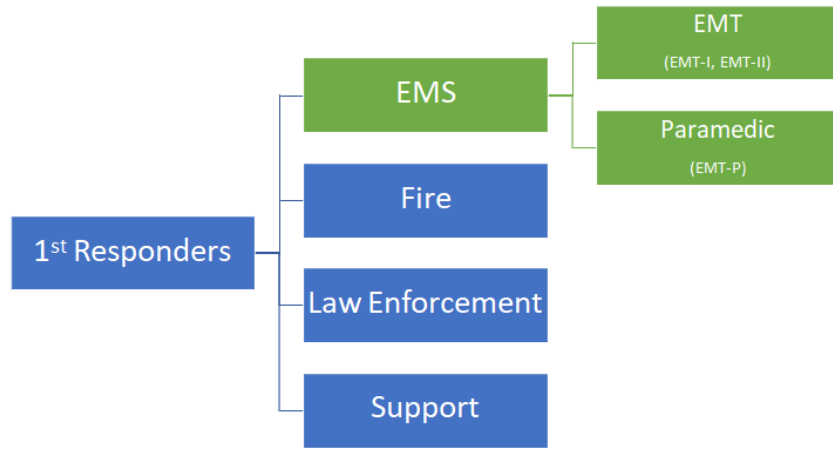 EMT
(EMT-I, EMT-II)
EMS
Paramedic
(EMT-P)
Fire
1st Responders
Law Enforcement
Support